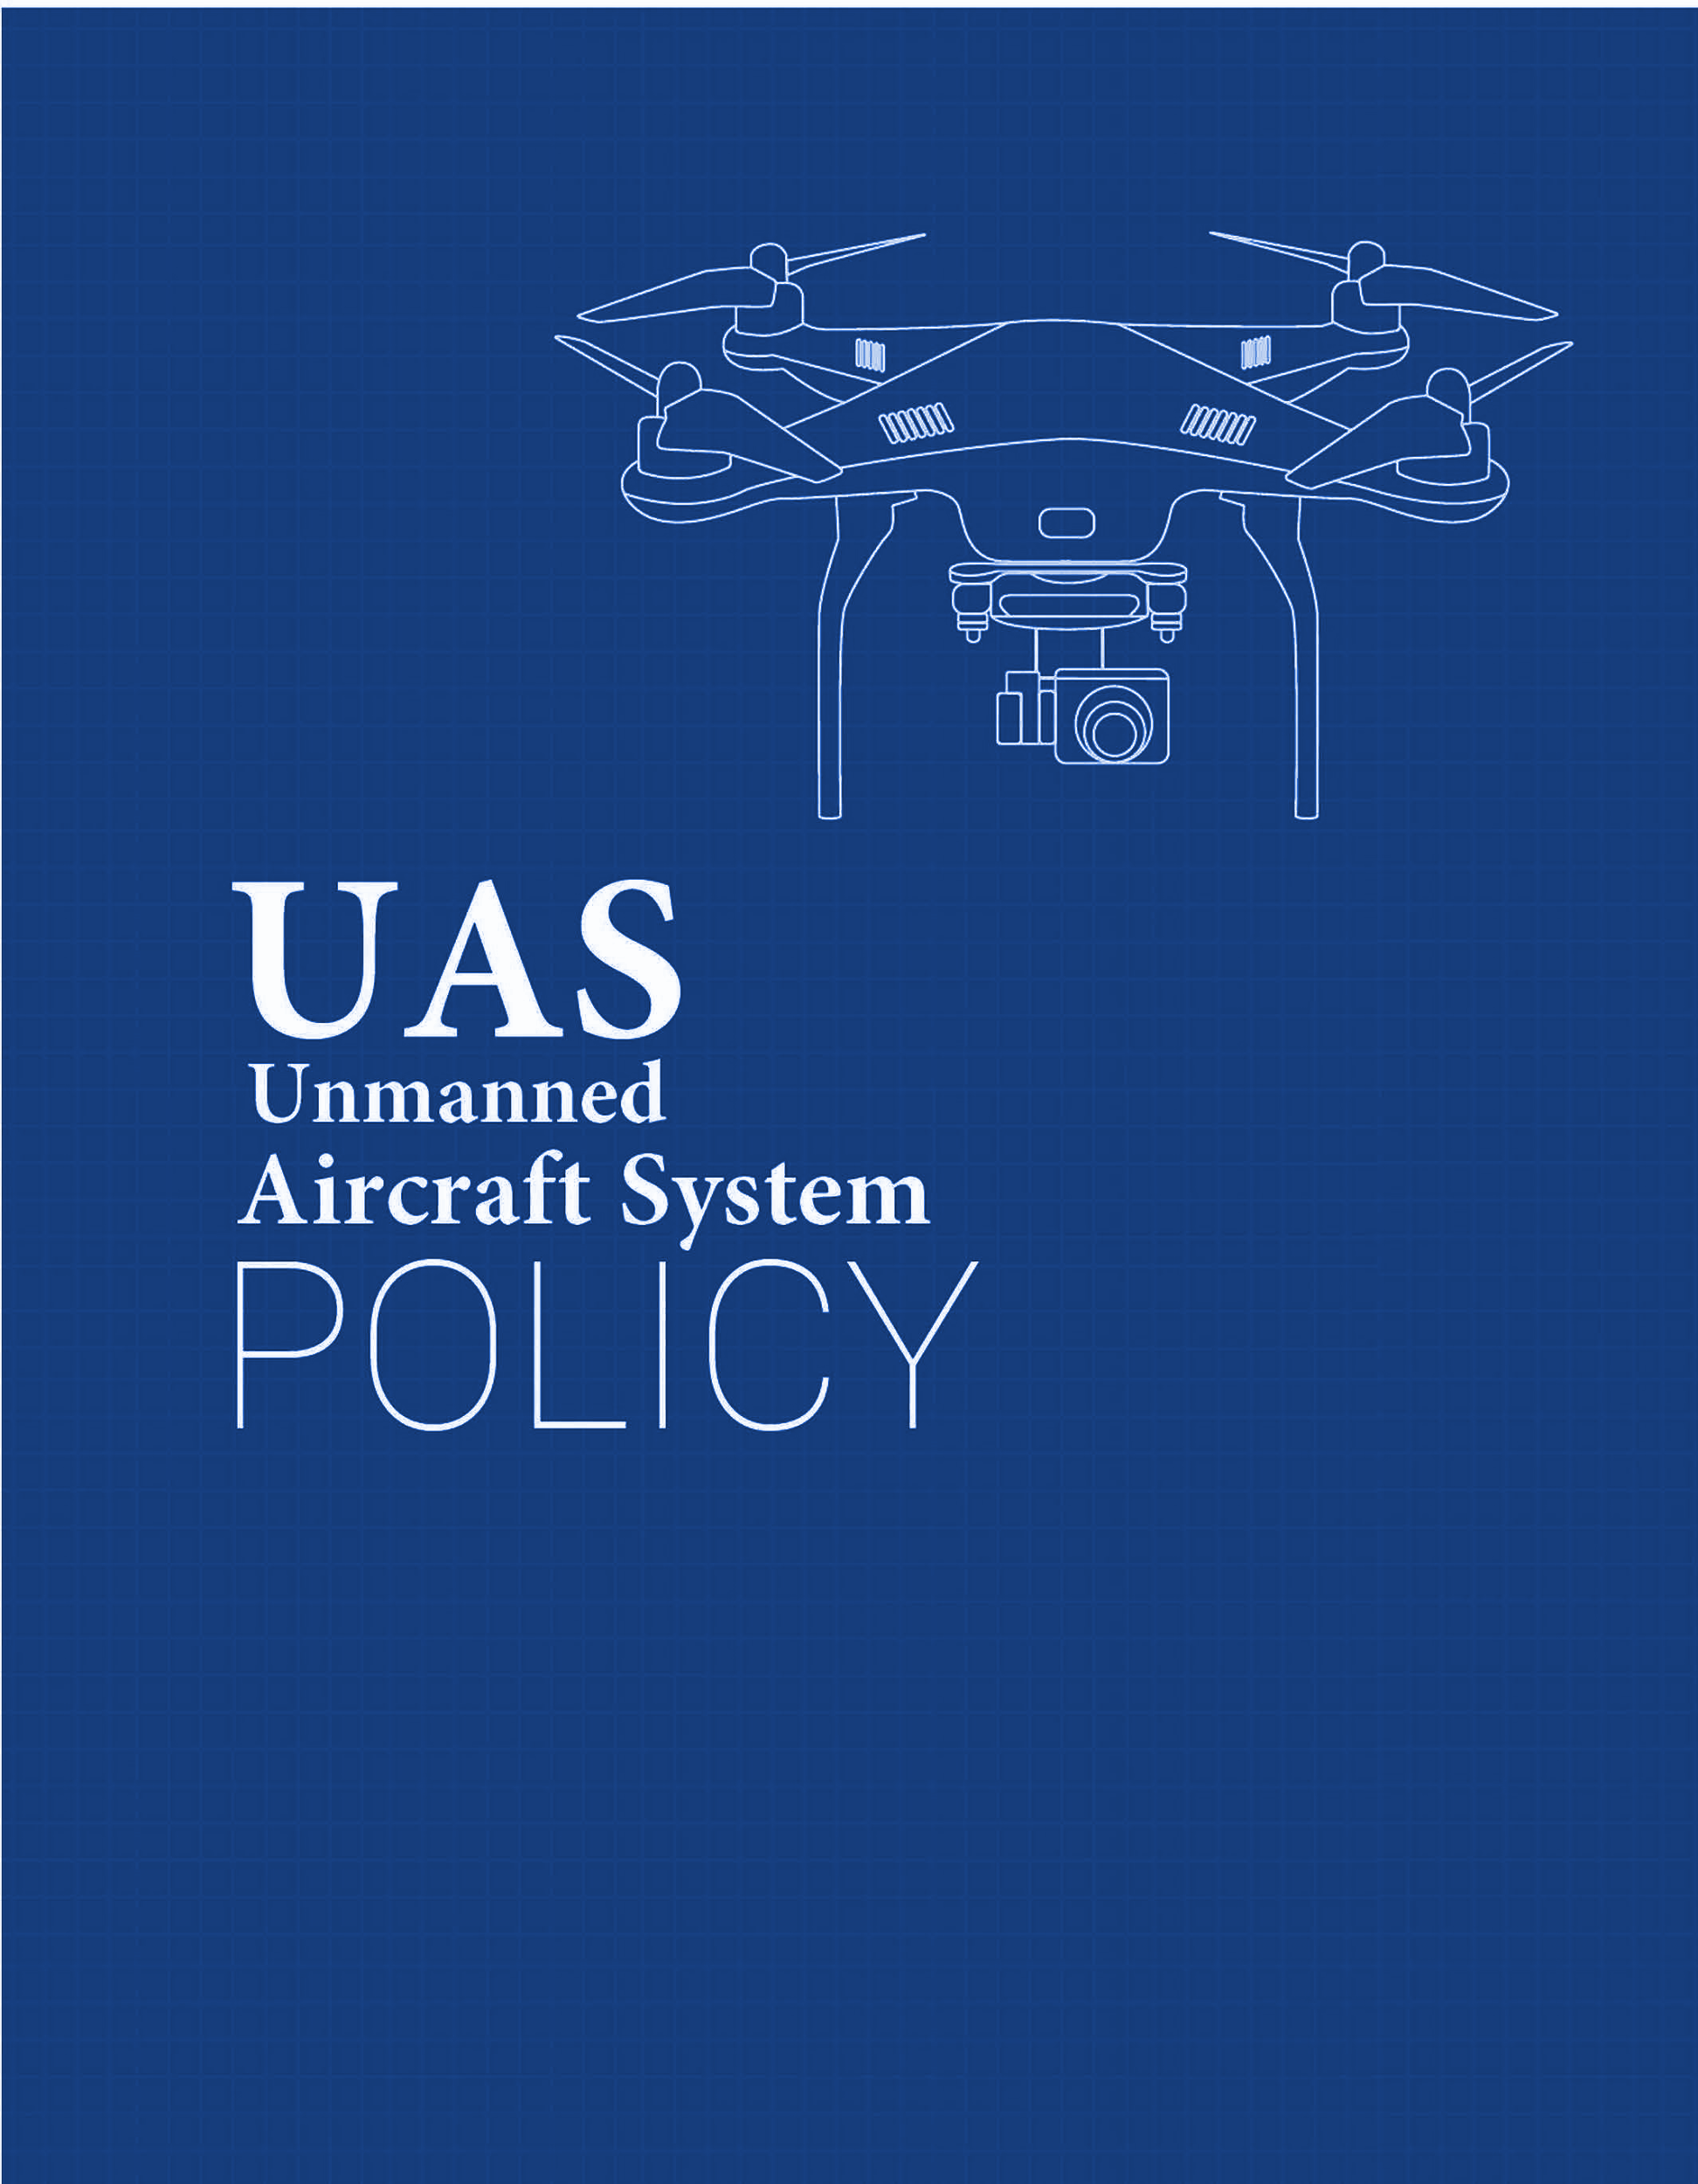 UAS
Unmanned
Aircraft System
POLICY